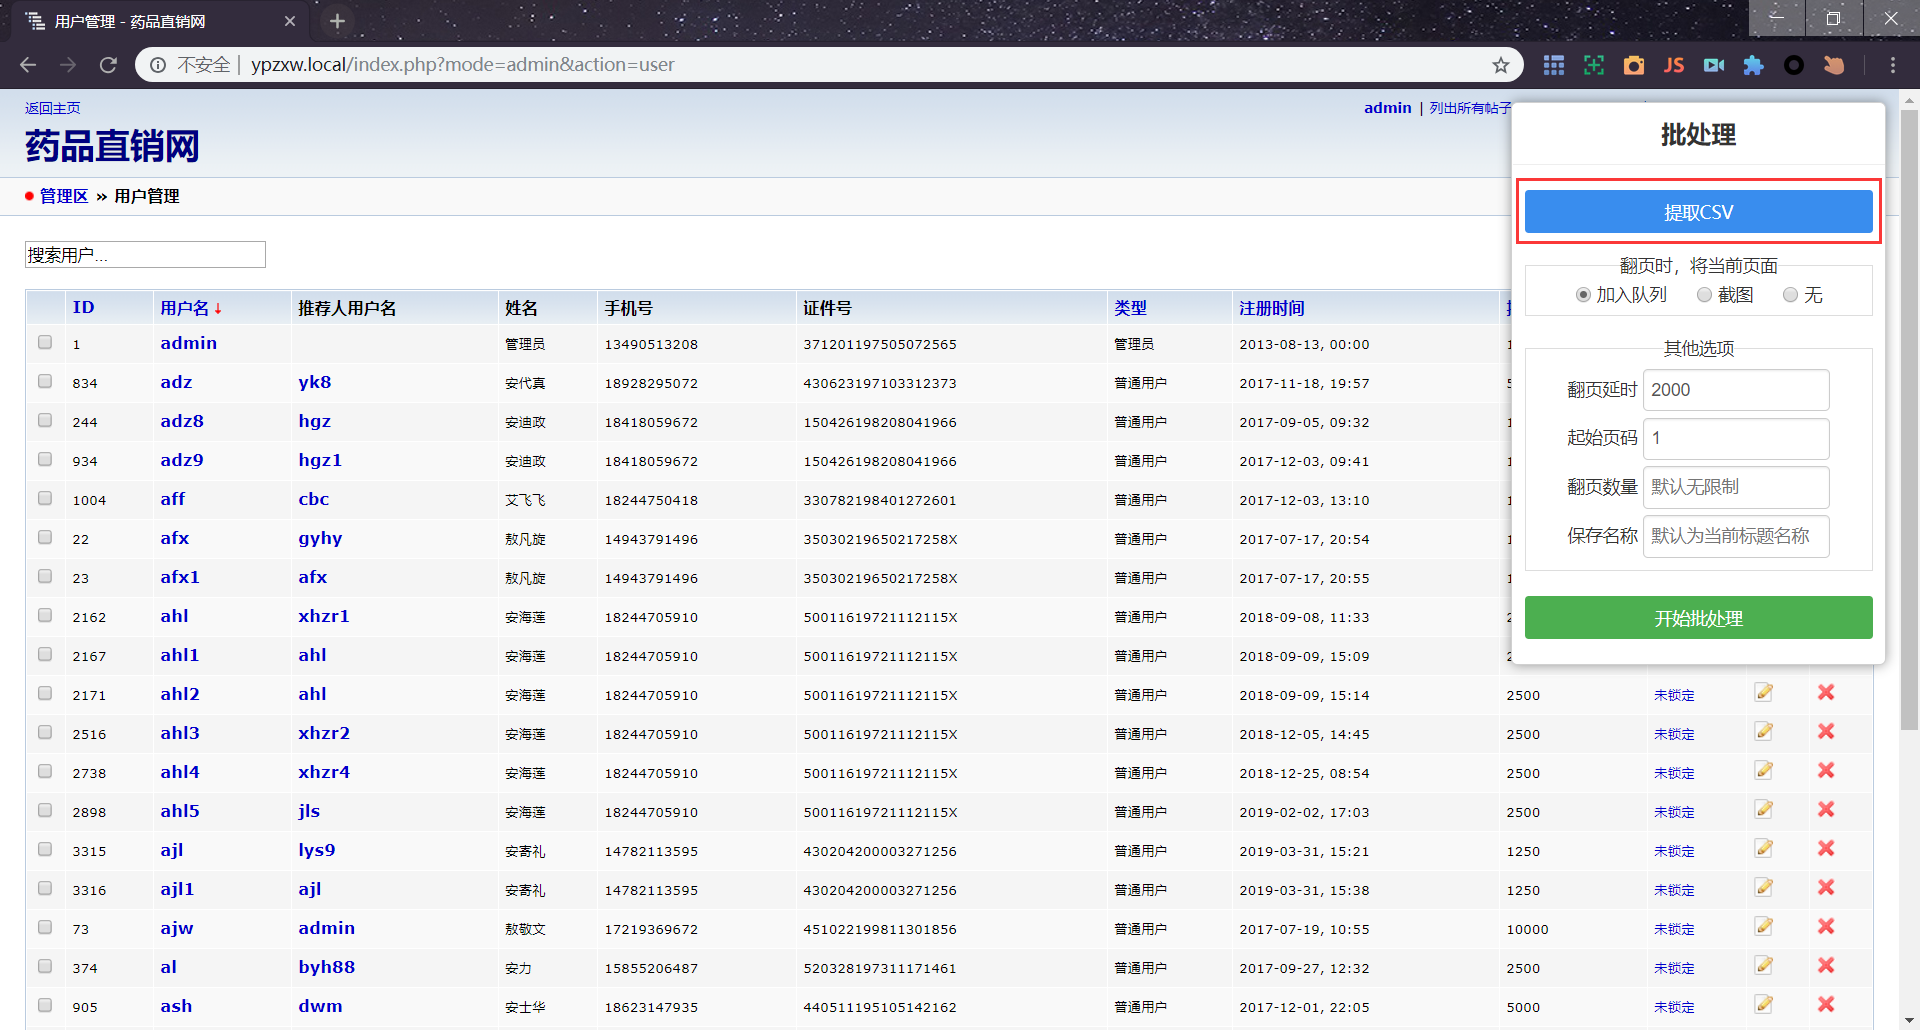 用户管理 - 药品直销网
不安全 | ypzxw.local/index.php?mode=admin&action=user
JS
返回主页
admin | 列出所有帖子
药品直销网
管理区 » 用户管理
搜索用户...
ID 用户名↓ 推荐人用户名 姓名 手机号 证件号 类型 注册时间
1 admin 管理员 13490513208 371201197505072565 管理员 2013-08-13, 00:00
834 adz yk8 安代真 18928295072 430623197103312373 普通用户 2017-11-18, 19:57
244 adz8 hgz 安迪政 18418059672 150426198208041966 普通用户 2017-09-05, 09:32
934 adz9 hgz1 安迪政 18418059672 150426198208041966 普通用户 2017-12-03, 09:41
1004 aff cbc 艾飞飞 18244750418 330782198401272601 普通用户 2017-12-03, 13:10
22 afx gyhy 敖凡旋 14943791496 35030219650217258X 普通用户 2017-07-17, 20:54
23 afx1 afx 敖凡旋 14943791496 35030219650217258X 普通用户 2017-07-17, 20:55
2162 ahl xhzr1 安海莲 18244705910 50011619721112115X 普通用户 2018-09-08, 11:33
2167 ahl1 ahl 安海莲 18244705910 50011619721112115X 普通用户 2018-09-09, 15:09
2171 ahl2 ahl 安海莲 18244705910 50011619721112115X 普通用户 2018-09-09, 15:14 2500 未锁定
2516 ahl3 xhzr2 安海莲 18244705910 50011619721112115X 普通用户 2018-12-05, 14:45 2500 未锁定
2738 ahl4 xhzr4 安海莲 18244705910 50011619721112115X 普通用户 2018-12-25, 08:54 2500 未锁定
2898 ahl5 jls 安海莲 18244705910 50011619721112115X 普通用户 2019-02-02, 17:03 2500 未锁定
3315 ajl lys9 安寄礼 14782113595 430204200003271256 普通用户 2019-03-31, 15:21 1250 未锁定
3316 ajl1 ajl 安寄礼 14782113595 430204200003271256 普通用户 2019-03-31, 15:38 1250 未锁定
73 ajw admin 敖敬文 17219369672 451022199811301856 普通用户 2017-07-19, 10:55 10000 未锁定
374 al byh88 安力 15855206487 520328197311171461 普通用户 2017-09-27, 12:32 2500 未锁定
905 ash dwm 安士华 18623147935 440511195105142162 普通用户 2017-12-01, 22:05 5000 未锁定
批处理
提取CSV
翻页时，将当前页面
加入队列 截图 无
其他选项
翻页延时 2000
起始页码 1
翻页数量 默认无限制
保存名称 默认为当前标题名称
开始批处理